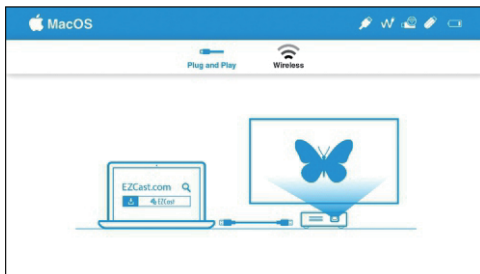 MacOS
Plug and Play
Wireless
EZCast.com
EZCast